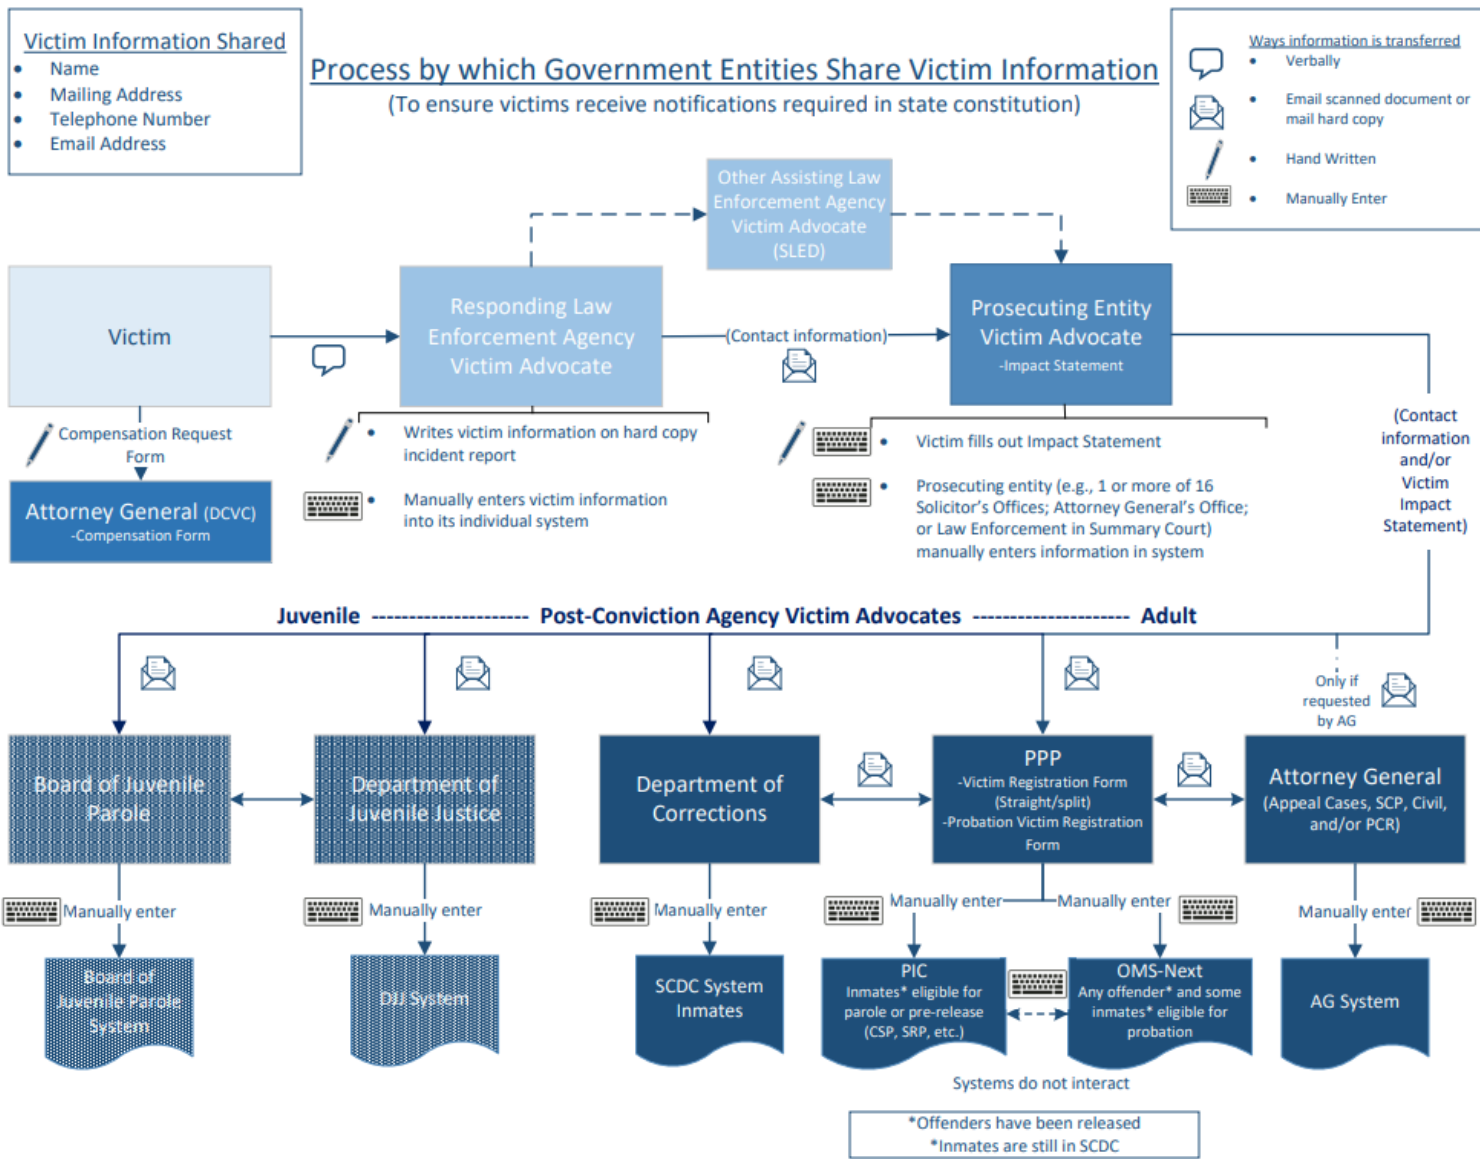 Victim Information Shared
• Name
• Mailing Address
• Telephone Number
• Email Address
Process by which Government Entities Share Victim Information
(To ensure victims receive notifications required in state constitution)
Ways information is transferred
• Verbally
• Email scanned document or
mail hard copy
• Hand Written
• Manually Enter
Other Assisting Law
Enforcement Agency
Victim Advocate
(SLED)
Victim
Responding Law
Enforcement Agency
Victim Advocate
(Contact information)
Prosecuting Entity
Victim Advocate
-Impact Statement
Compensation Request
Form
Attorney General (DCVC)
-Compensation Form
• Writes victim information on hard copy
incident report
• Manually enters victim information
into its individual system
• Victim fills out Impact Statement
• Prosecuting entity (e.g., 1 or more of 16
Solicitor's Offices; Attorney General's Office;
or Law Enforcement in Summary Court)
manually enters information in system
(Contact
information
and/or
Victim
Impact
Statement)
Juvenile --------------------- Post-Conviction Agency Victim Advocates --------------------- Adult
Only if
requested
by AG
Board of Juvenile
Parole
Department of
Juvenile Justice
Department of
Corrections
PPP
-Victim Registration Form
(Straight/split)
-Probation Victim Registration
Form
Attorney General
(Appeal Cases, SCP, Civil,
and/or PCR)
Manually enter
Manually enter
Manually enter
Manually enter
Manually enter
Manually enter
Board of
Juvenile Parole
System
DJJ System
SCDC System
Inmates
PIC
Inmates* eligible for
parole or pre-release
(CSP, SRP, etc.)
OMS-Next
Any offender* and some
inmates* eligible for
probation
AG System
Systems do not interact
*Offenders have been released
*Inmates are still in SCDC